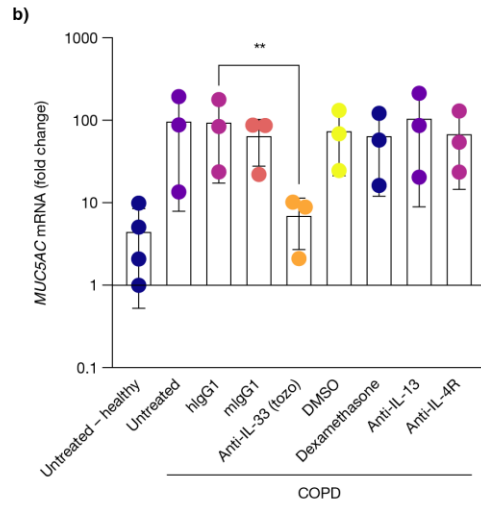 b)
1000
**
100
10
1
0.1
MUC5AC mRNA (fold change)
Untreated – healthy
Untreated
hIgG1
mIgG1
Anti-IL-33 (tozo)
DMSO
Dexamethasone
Anti-IL-13
Anti-IL-4R
COPD